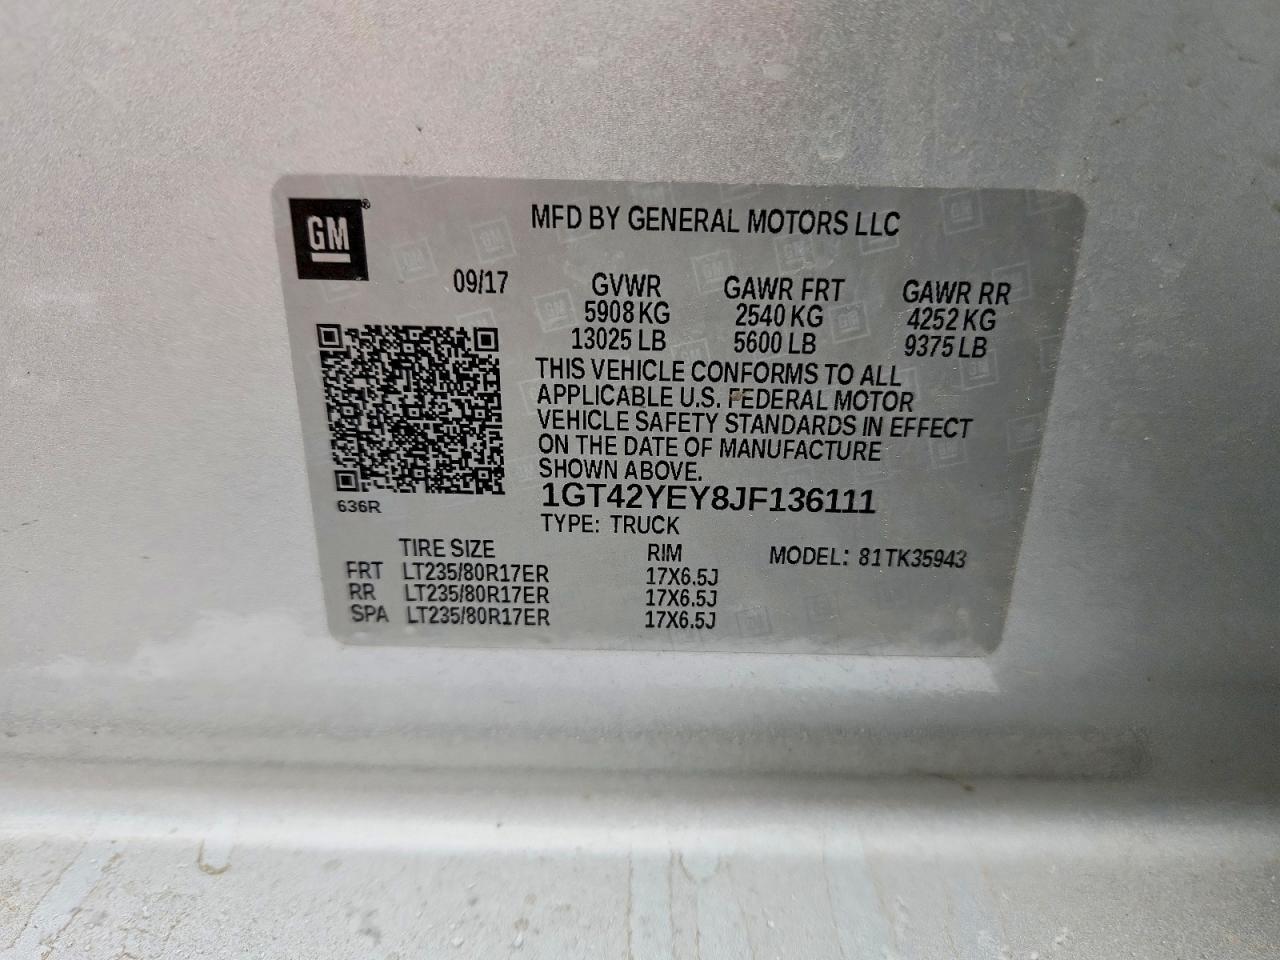 GM®
MFD BY GENERAL MOTORS LLC
09/17 GVWR GAWR FRT GAWR RR
5908 KG 2540 KG 4252 KG
13025 LB 5600 LB 9375 LB
THIS VEHICLE CONFORMS TO ALL
APPLICABLE U.S. FEDERAL MOTOR
VEHICLE SAFETY STANDARDS IN EFFECT
ON THE DATE OF MANUFACTURE
SHOWN ABOVE.
1GT42YEY8JF136111
636R
TYPE: TRUCK
TIRE SIZE RIM MODEL: 81TK35943
FRT LT235/80R17ER 17X6.5J
RR LT235/80R17ER 17X6.5J
SPA LT235/80R17ER 17X6.5J